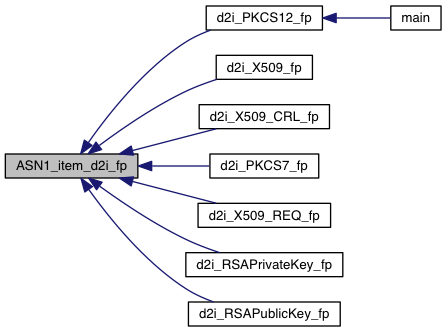 d2i_PKCS12_fp
main
d2i_X509_fp
d2i_X509_CRL_fp
ASN1_item_d2i_fp
d2i_PKCS7_fp
d2i_X509_REQ_fp
d2i_RSAPrivateKey_fp
d2i_RSAPublicKey_fp